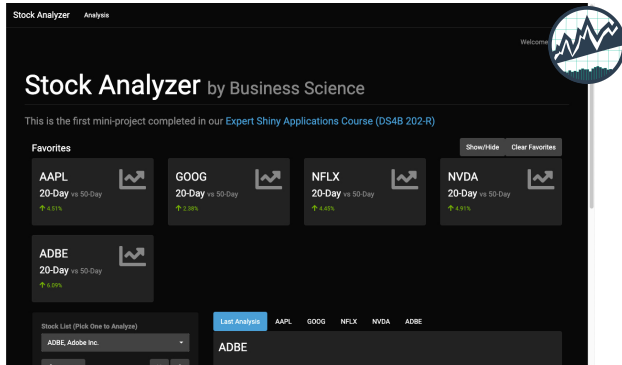 Stock Analyzer Analysis
Welcome
Stock Analyzer by Business Science
This is the first mini-project completed in our Expert Shiny Applications Course (DS4B 202-R)
Favorites Show/Hide Clear Favorites
AAPL GOOG NFLX NVDA
20-Day vs 50-Day 20-Day vs 50-Day 20-Day vs 50-Day 20-Day vs 50-Day
4.51% 2.38% 4.45% 4.91%
ADBE
20-Day vs 50-Day
6.09%
Last Analysis AAPL GOOG NFLX NVDA ADBE
Stock List (Pick One to Analyze)
ADBE, Adobe Inc.
ADBE